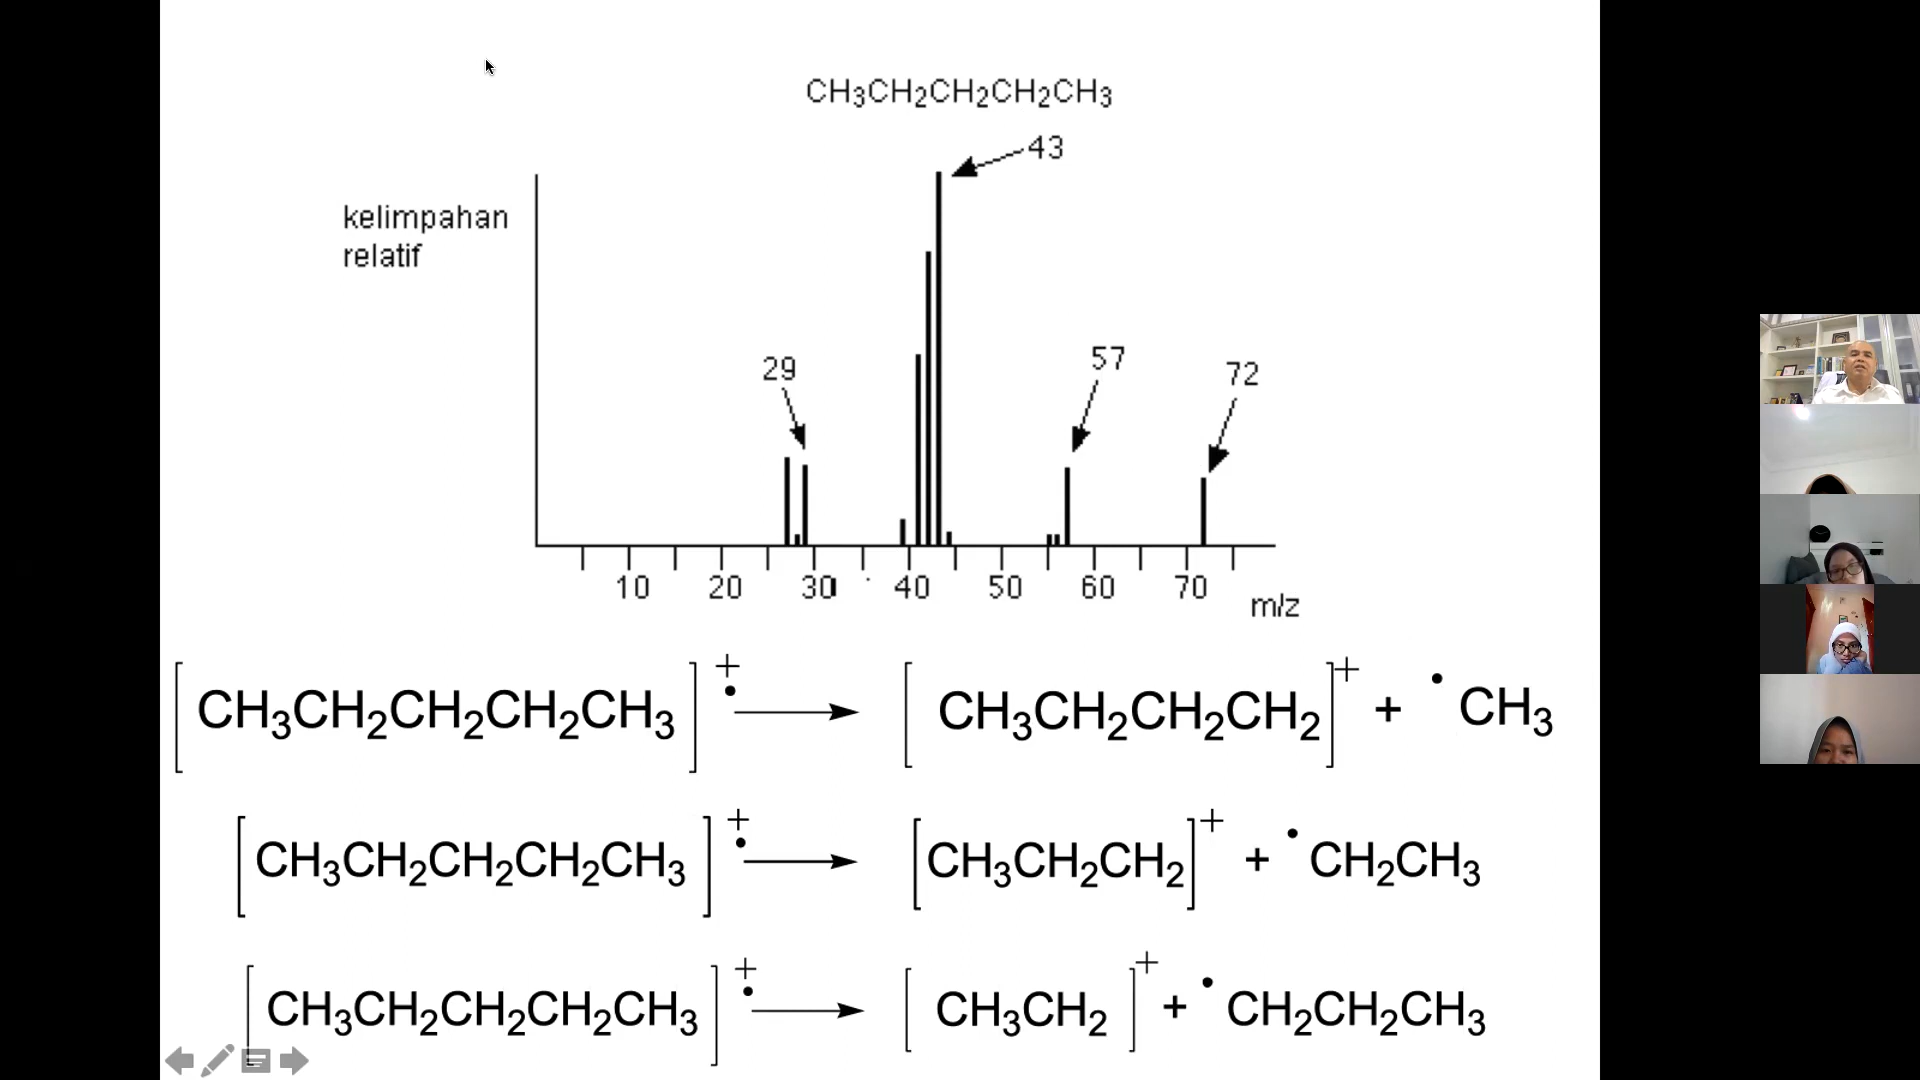 CH₃CH₂CH₂CH₂CH₃
43
kelimpahan
relatif
29
57
72
10 20 30 40 50 60 70
m/z
[CH₃CH₂CH₂CH₂CH₃]⁺• → [CH₃CH₂CH₂CH₂]⁺ + •CH₃
[CH₃CH₂CH₂CH₂CH₃]⁺• → [CH₃CH₂CH₂]⁺ + •CH₂CH₃
[CH₃CH₂CH₂CH₂CH₃]⁺• → [CH₃CH₂]⁺ + •CH₂CH₂CH₃